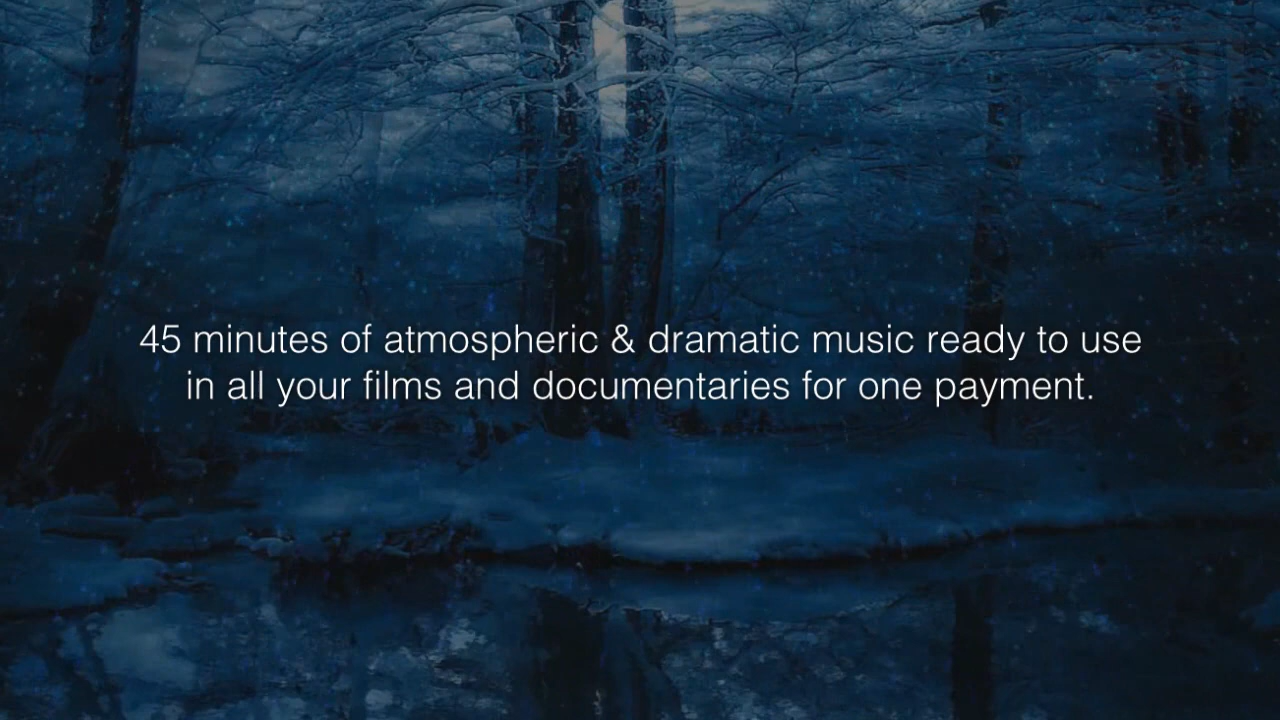 45 minutes of atmospheric & dramatic music ready to use
in all your films and documentaries for one payment.